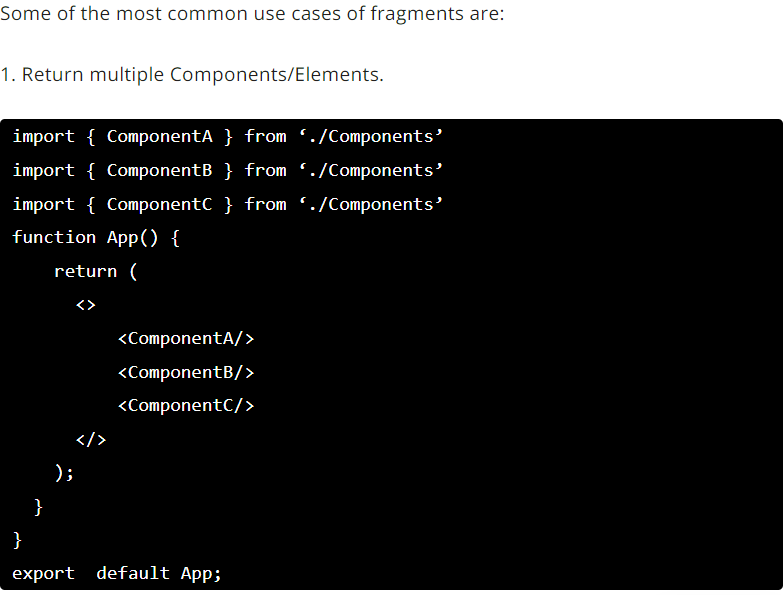 Some of the most common use cases of fragments are:
1. Return multiple Components/Elements.
import { ComponentA } from ‘./Components’
import { ComponentB } from ‘./Components’
import { ComponentC } from ‘./Components’
function App() {
    return (
      <>
          <ComponentA/>
          <ComponentB/>
          <ComponentC/>
      </>
    );
  }
}
export  default App;